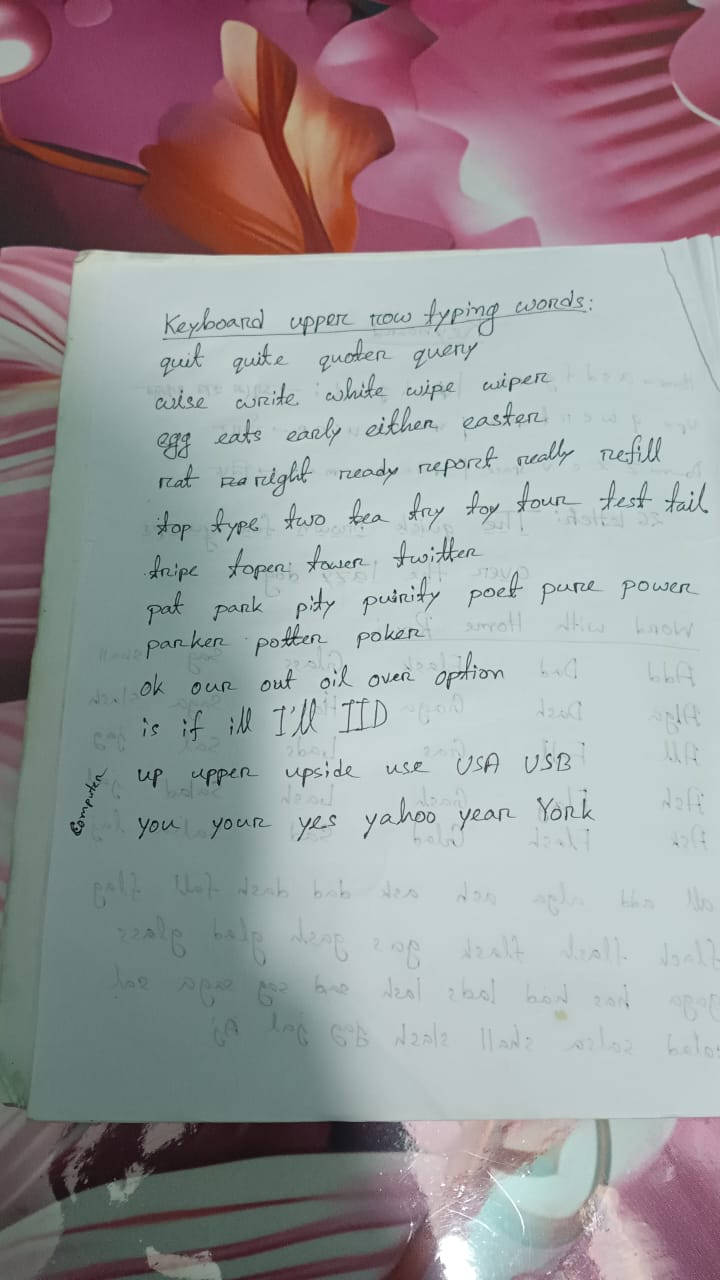 Keyboard upper row typing words:
quit quite quoter query
wise write white wipe wiper
egg eats early either easter
rat right ready report really refill
top type two tea try toy tour test tail
tripe toper tower twitter
pat park pity purity poet pure power
parker potter poker
ok our out oil over option
is if ill I'll IID
up upper upside use USA USB
you your yes yahoo year York
Computer